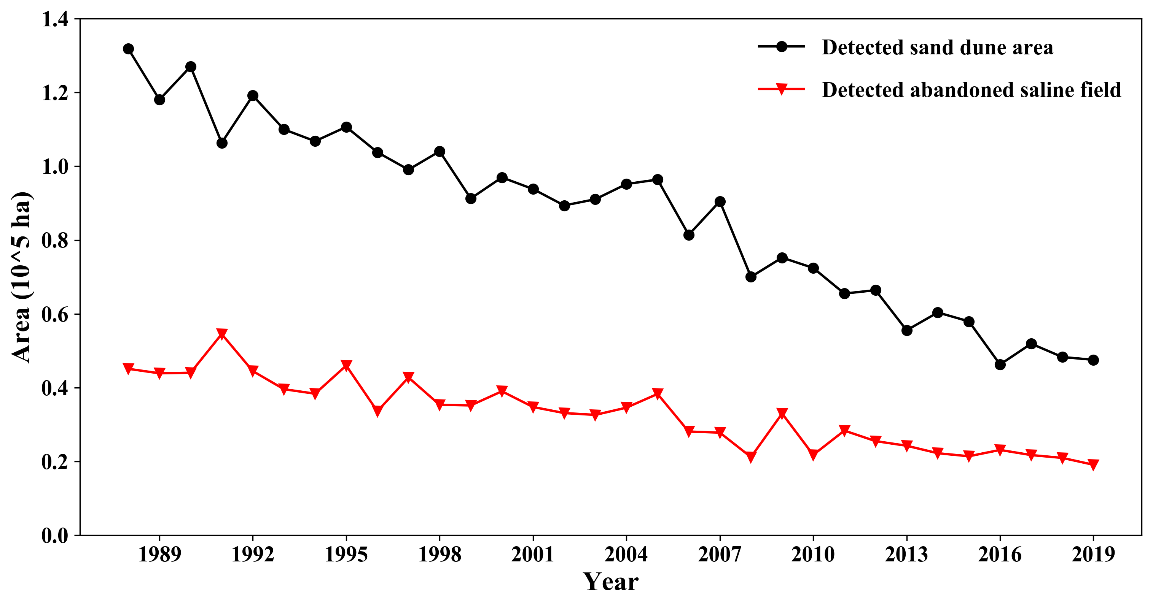 1.4
1.2
1.0
0.8
0.6
0.4
0.2
0.0
Area (10^5 ha)
Detected sand dune area
Detected abandoned saline field
1989 1992 1995 1998 2001 2004 2007 2010 2013 2016 2019
Year